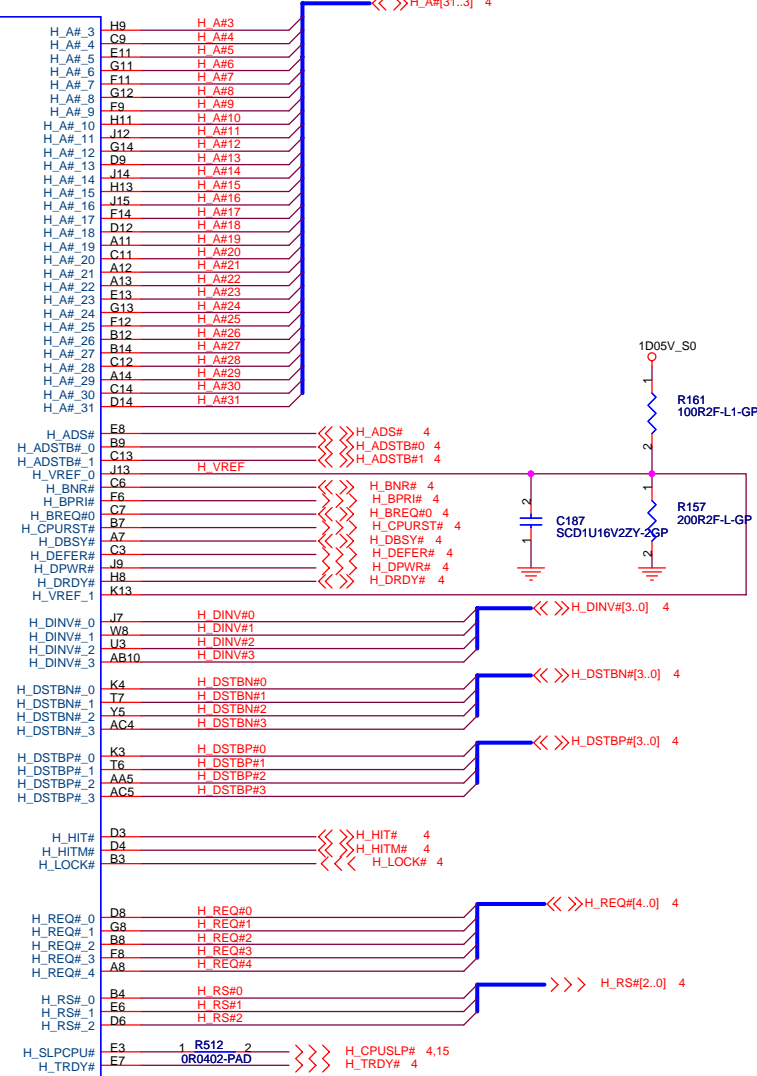 H_A#[31..3] 4
H_A#_3 H9 H_A#3
H_A#_4 C9 H_A#4
H_A#_5 E11 H_A#5
H_A#_6 G11 H_A#6
H_A#_7 F11 H_A#7
H_A#_8 G12 H_A#8
H_A#_9 F9 H_A#9
H_A#_10 H11 H_A#10
H_A#_11 J12 H_A#11
H_A#_12 G14 H_A#12
H_A#_13 D9 H_A#13
H_A#_14 J14 H_A#14
H_A#_15 H13 H_A#15
H_A#_16 J15 H_A#16
H_A#_17 F14 H_A#17
H_A#_18 D12 H_A#18
H_A#_19 A11 H_A#19
H_A#_20 C11 H_A#20
H_A#_21 A12 H_A#21
H_A#_22 A13 H_A#22
H_A#_23 E13 H_A#23
H_A#_24 G13 H_A#24
H_A#_25 F12 H_A#25
H_A#_26 B12 H_A#26
H_A#_27 B14 H_A#27
H_A#_28 C12 H_A#28
H_A#_29 A14 H_A#29
H_A#_30 C14 H_A#30
H_A#_31 D14 H_A#31
1D05V_S0
1
R161
100R2F-L1-GP
2
H_ADS# E8 H_ADS# 4
H_ADSTB#_0 B9 H_ADSTB#0 4
H_ADSTB#_1 C13 H_ADSTB#1 4
H_VREF_0 J13 H_VREF
H_BNR# C6 H_BNR# 4
H_BPRI# F6 H_BPRI# 4
H_BREQ#0 C7 H_BREQ#0 4
H_CPURST# B7 H_CPURST# 4
H_DBSY# A7 H_DBSY# 4
H_DEFER# C3 H_DEFER# 4
H_DPWR# J9 H_DPWR# 4
H_DRDY# H8 H_DRDY# 4
H_VREF_1 K13
2
C187
SCD1U16V2ZY-2GP
1
1
R157
200R2F-L-GP
2
H_DINV#[3..0] 4
H_DINV#_0 J7 H_DINV#0
H_DINV#_1 W8 H_DINV#1
H_DINV#_2 U3 H_DINV#2
H_DINV#_3 AB10 H_DINV#3
H_DSTBN#[3..0] 4
H_DSTBN#_0 K4 H_DSTBN#0
H_DSTBN#_1 T7 H_DSTBN#1
H_DSTBN#_2 Y5 H_DSTBN#2
H_DSTBN#_3 AC4 H_DSTBN#3
H_DSTBP#[3..0] 4
H_DSTBP#_0 K3 H_DSTBP#0
H_DSTBP#_1 T6 H_DSTBP#1
H_DSTBP#_2 AA5 H_DSTBP#2
H_DSTBP#_3 AC5 H_DSTBP#3
H_HIT# D3 H_HIT# 4
H_HITM# D4 H_HITM# 4
H_LOCK# B3 H_LOCK# 4
H_REQ#[4..0] 4
H_REQ#_0 D8 H_REQ#0
H_REQ#_1 G8 H_REQ#1
H_REQ#_2 B8 H_REQ#2
H_REQ#_3 F8 H_REQ#3
H_REQ#_4 A8 H_REQ#4
H_RS#[2..0] 4
H_RS#_0 B4 H_RS#0
H_RS#_1 E6 H_RS#1
H_RS#_2 D6 H_RS#2
H_SLPCPU# E3 1 R512 2 H_CPUSLP# 4,15
0R0402-PAD
H_TRDY# E7 H_TRDY# 4